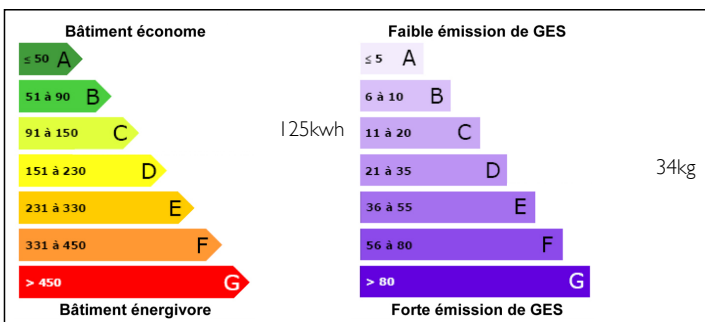 Bâtiment économe
≤ 50 A
51 à 90 B
91 à 150 C
125kwh
151 à 230 D
231 à 330 E
331 à 450 F
> 450 G
Bâtiment énergivore
Faible émission de GES
≤ 5 A
6 à 10 B
11 à 20 C
21 à 35 D
34kg
36 à 55 E
56 à 80 F
> 80 G
Forte émission de GES